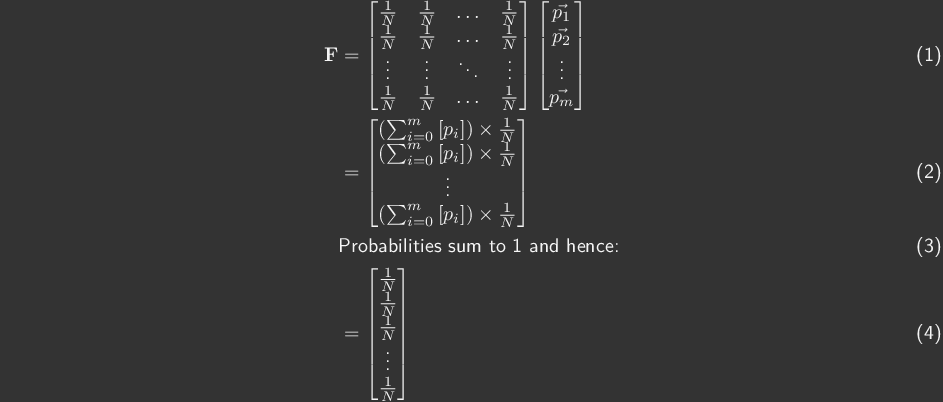 F = [ 1/N 1/N … 1/N ; 1/N 1/N … 1/N ; ⋮ ⋮ ⋱ ⋮ ; 1/N 1/N … 1/N ] [ p⃗₁ ; p⃗₂ ; ⋮ ; p⃗ₘ ] (1)
= [ (∑ᵢ₌₀ᵐ [pᵢ]) × 1/N ; (∑ᵢ₌₀ᵐ [pᵢ]) × 1/N ; ⋮ ; (∑ᵢ₌₀ᵐ [pᵢ]) × 1/N ] (2)
Probabilities sum to 1 and hence: (3)
= [ 1/N ; 1/N ; 1/N ; ⋮ ; 1/N ] (4)